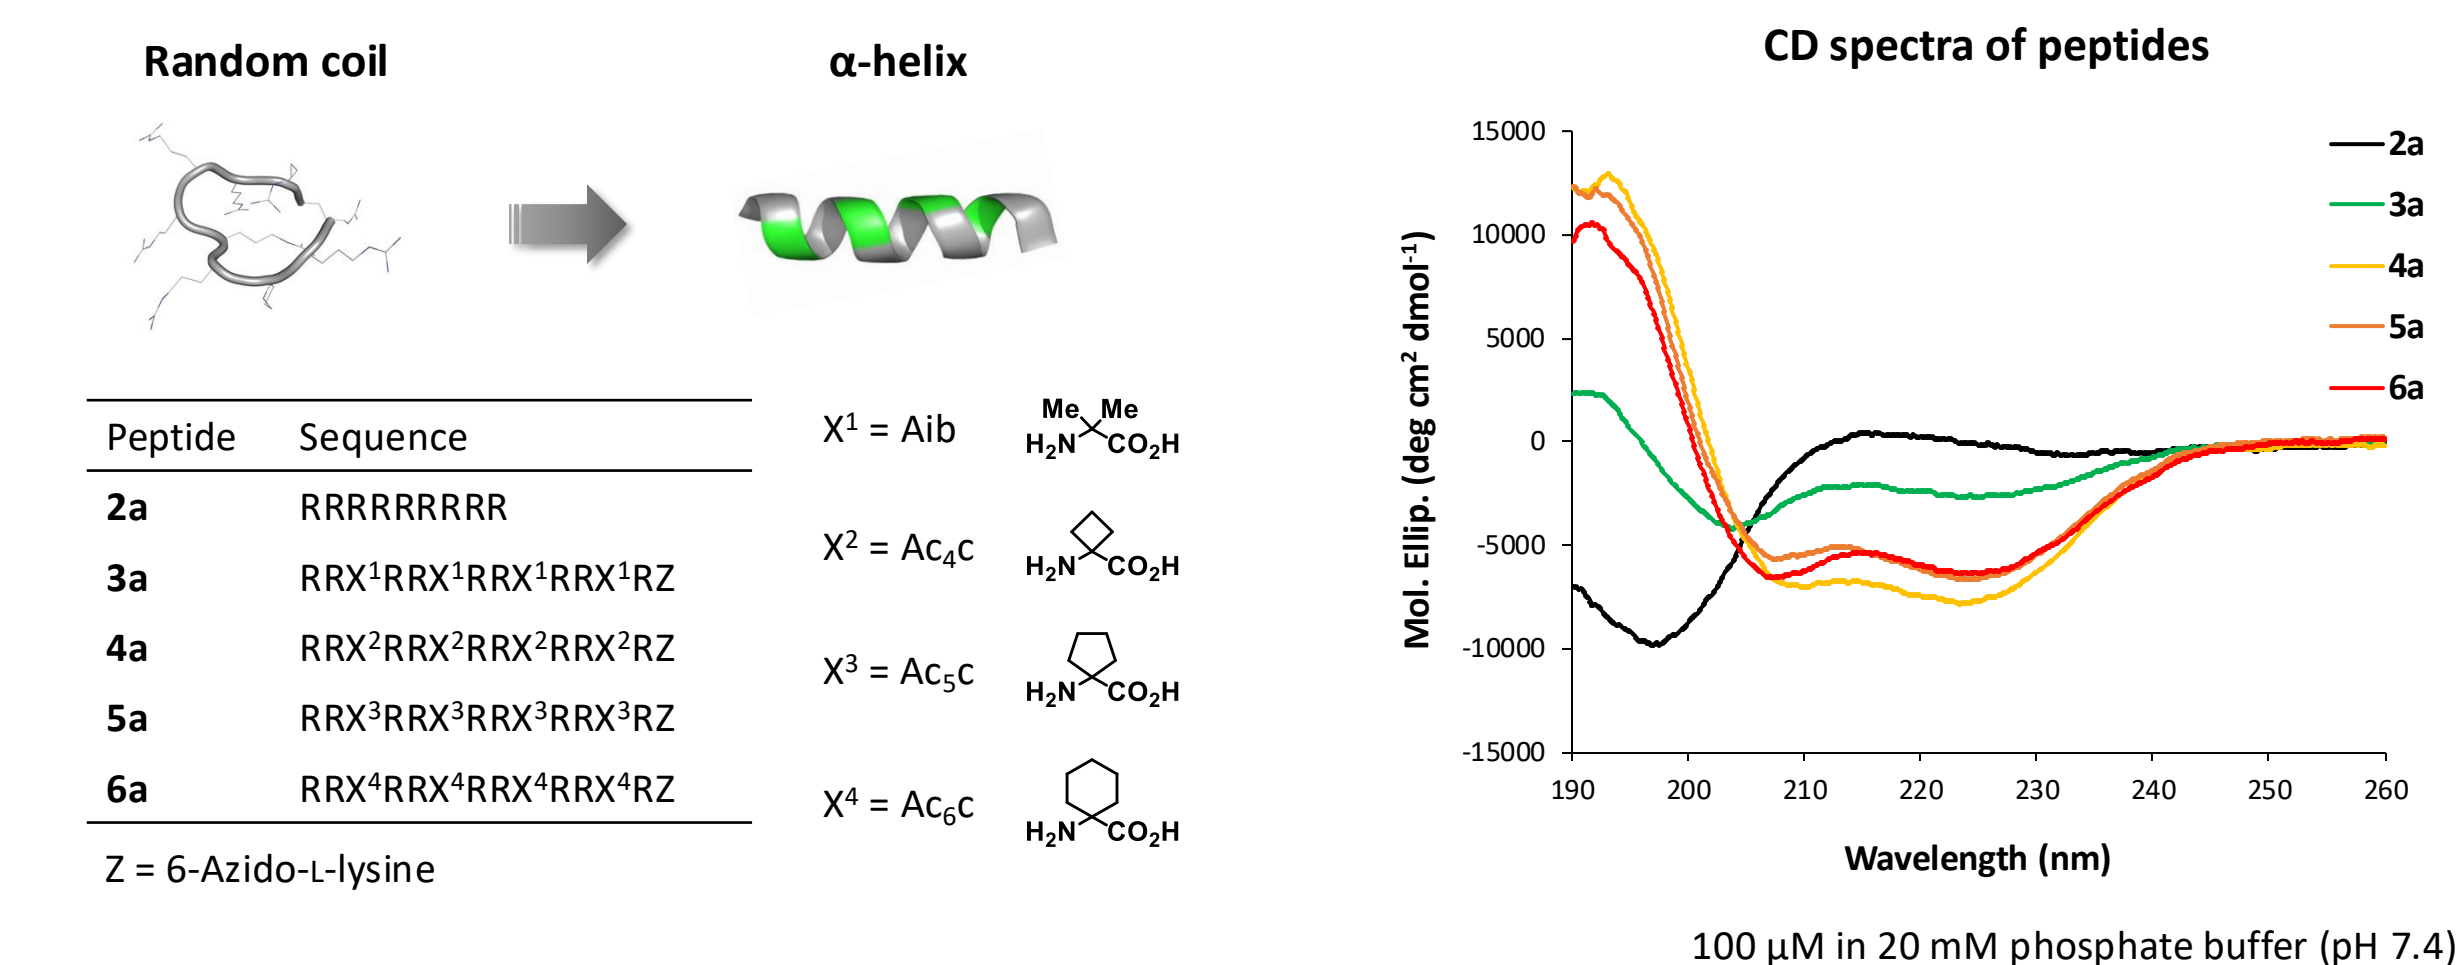 Random coil
α-helix
Peptide Sequence
2a RRRRRRRRR
3a RRX¹RRX¹RRX¹RRX¹RZ
4a RRX²RRX²RRX²RRX²RZ
5a RRX³RRX³RRX³RRX³RZ
6a RRX⁴RRX⁴RRX⁴RRX⁴RZ
Z = 6-Azido-L-lysine
X¹ = Aib
Me Me
H₂N CO₂H
X² = Ac₄c
H₂N CO₂H
X³ = Ac₅c
H₂N CO₂H
X⁴ = Ac₆c
H₂N CO₂H
CD spectra of peptides
Mol. Ellip. (deg cm² dmol⁻¹)
15000
10000
5000
0
-5000
-10000
-15000
190 200 210 220 230 240 250 260
Wavelength (nm)
2a
3a
4a
5a
6a
100 µM in 20 mM phosphate buffer (pH 7.4)